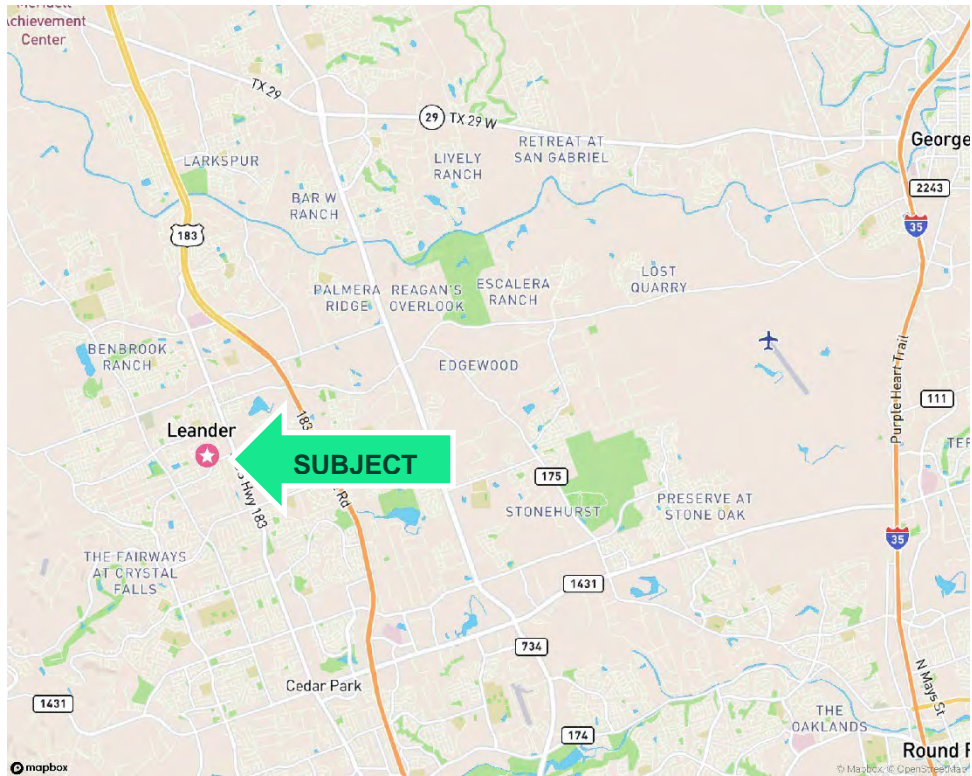 Achievement
Center
TX 29
29
TX 29 W
RETREAT AT
SAN GABRIEL
George
LARKSPUR
LIVELY
RANCH
2243
BAR W
RANCH
35
183
LOST
QUARRY
PALMERA
RIDGE
REAGAN'S
OVERLOOK
ESCALERA
RANCH
BENBROOK
RANCH
EDGEWOOD
Purple Heart Trail
111
183
Leander
SUBJECT
Hwy 183
Rd
175
STONEHURST
PRESERVE AT
STONE OAK
35
THE FAIRWAYS
AT CRYSTAL
FALLS
1431
734
Cedar Park
N Mays St
1431
THE
OAKLANDS
174
Round
mapbox
© Mapbox, © OpenStreetMap